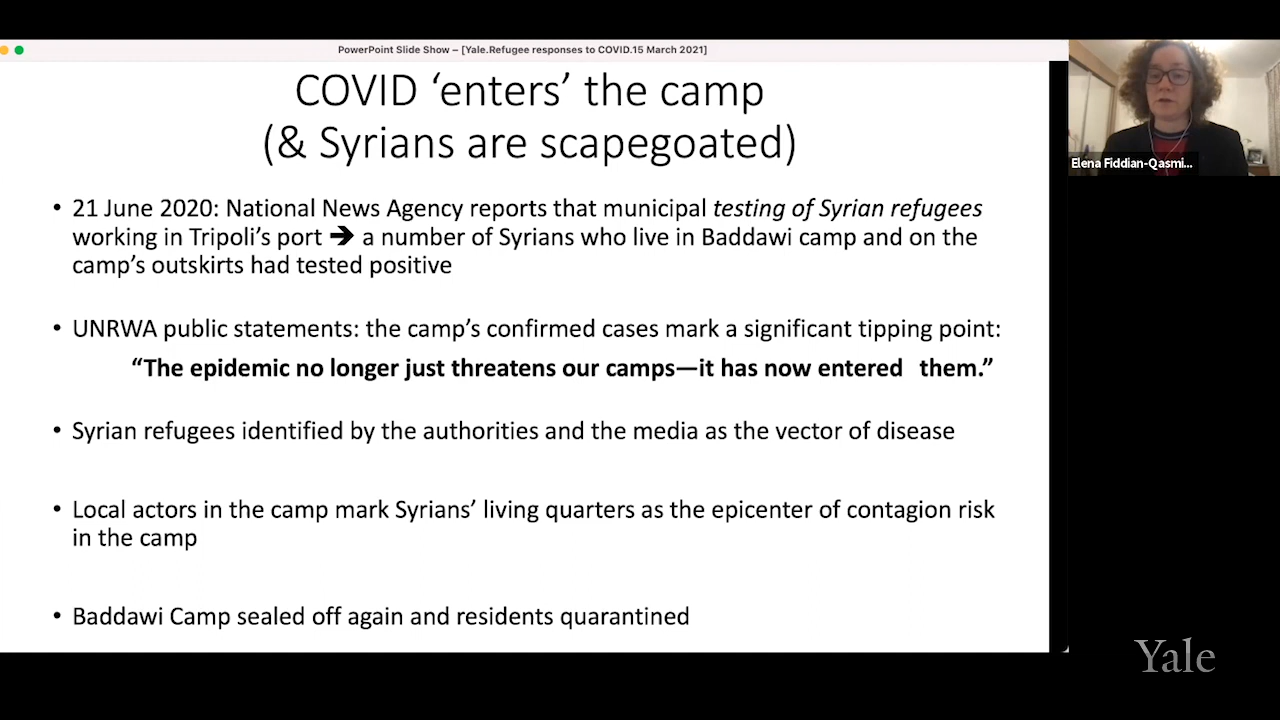 PowerPoint Slide Show – [Yale.Refugee responses to COVID.15 March 2021]
COVID ‘enters’ the camp
(& Syrians are scapegoated)
• 21 June 2020: National News Agency reports that municipal testing of Syrian refugees
working in Tripoli’s port ➔ a number of Syrians who live in Baddawi camp and on the
camp’s outskirts had tested positive
• UNRWA public statements: the camp’s confirmed cases mark a significant tipping point:
“The epidemic no longer just threatens our camps—it has now entered them.”
• Syrian refugees identified by the authorities and the media as the vector of disease
• Local actors in the camp mark Syrians’ living quarters as the epicenter of contagion risk
in the camp
• Baddawi Camp sealed off again and residents quarantined
Elena Fiddian-Qasmi...
Yale